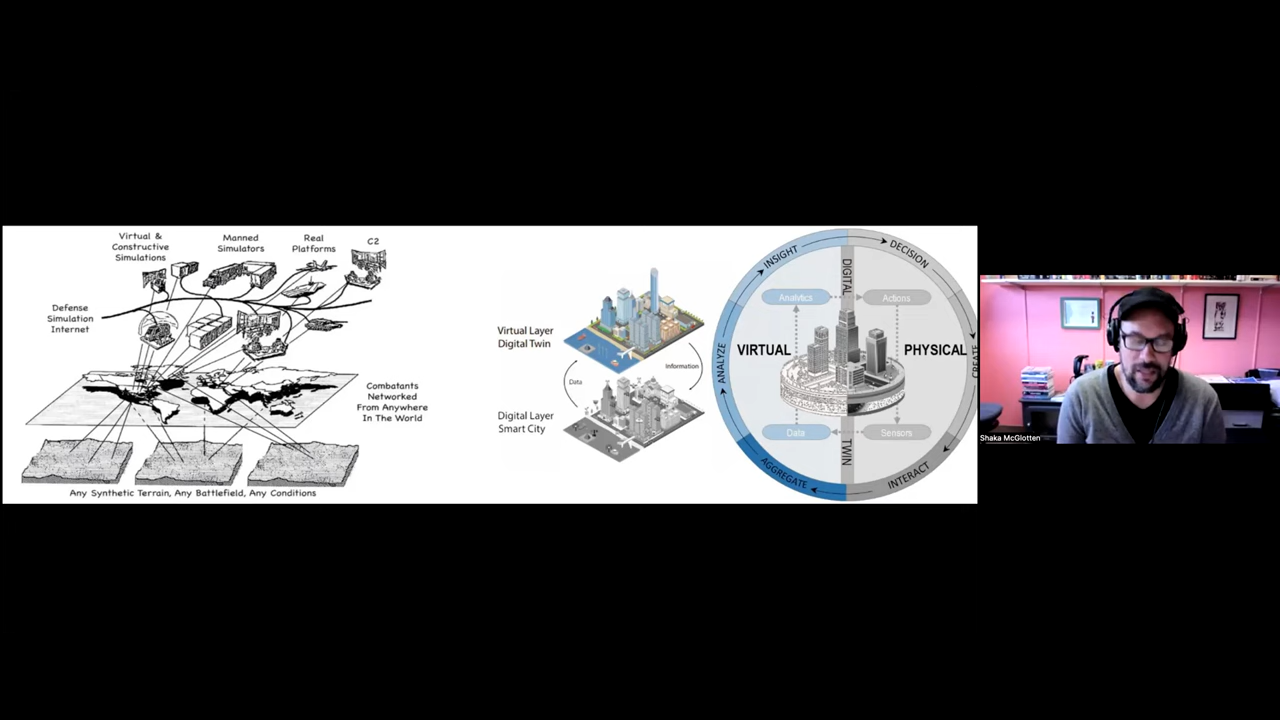 Virtual &
Constructive
Simulations
Manned
Simulators
Real
Platforms
C2
Defense
Simulation
Internet
Combatants
Networked
From Anywhere
In The World
Any Synthetic Terrain, Any Battlefield, Any Conditions
Virtual Layer
Digital Twin
Data
Information
Digital Layer
Smart City
INSIGHT
DECISION
DIGITAL
Analytics
Actions
VIRTUAL
PHYSICAL
ANALYZE
CREATE
Data
Sensors
TWIN
AGGREGATE
INTERACT
Shaka McGlotten